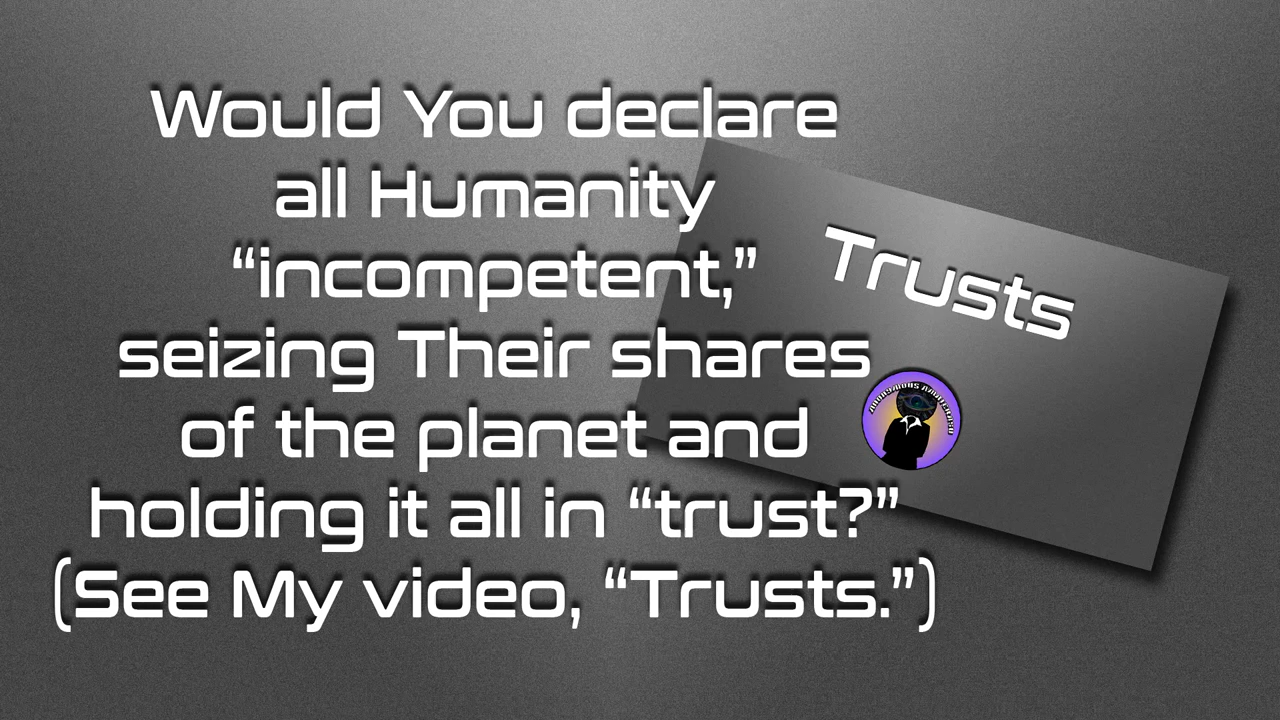 Would You declare
all Humanity
“incompetent,”
seizing Their shares
of the planet and
holding it all in “trust?”
(See My video, “Trusts.”)
Trusts